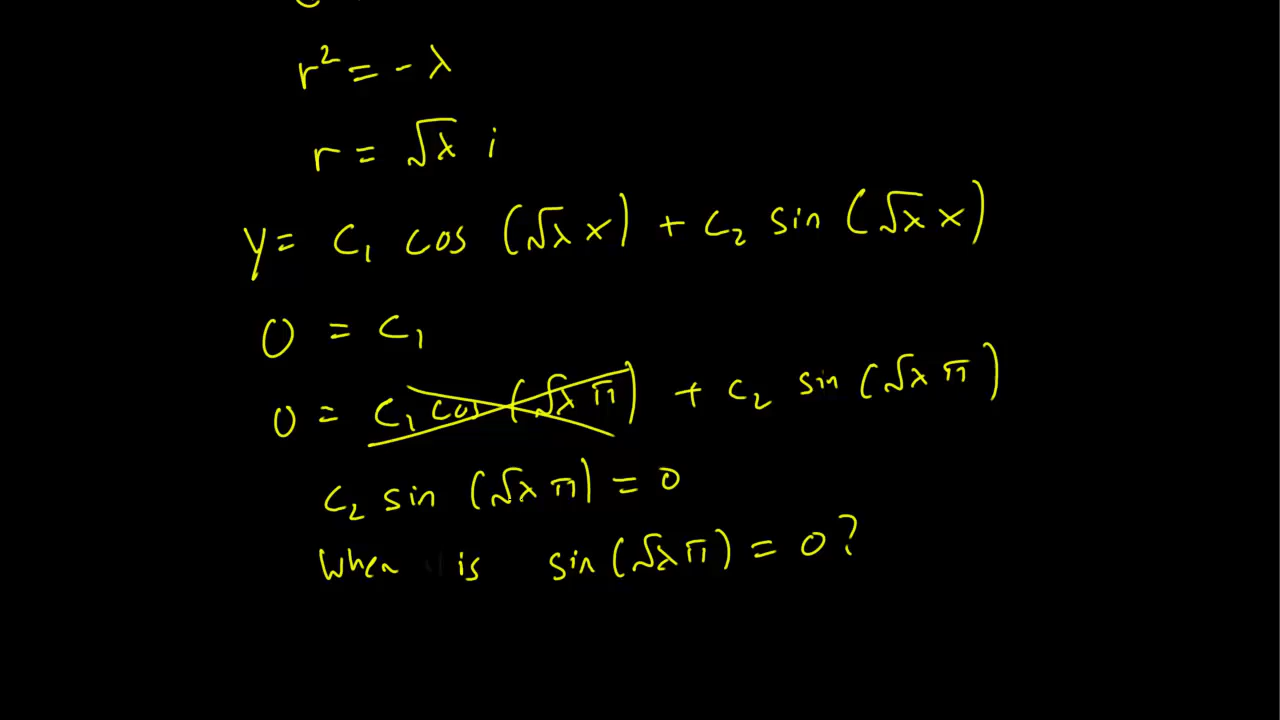 r² = - λ
r = √λ i
y = c₁ cos (√λ x) + c₂ sin (√λ x)
0 = c₁
0 = c₁ cos (√λ π) + c₂ sin (√λ π)
c₂ sin (√λ π) = 0
When is sin (√λ π) = 0?